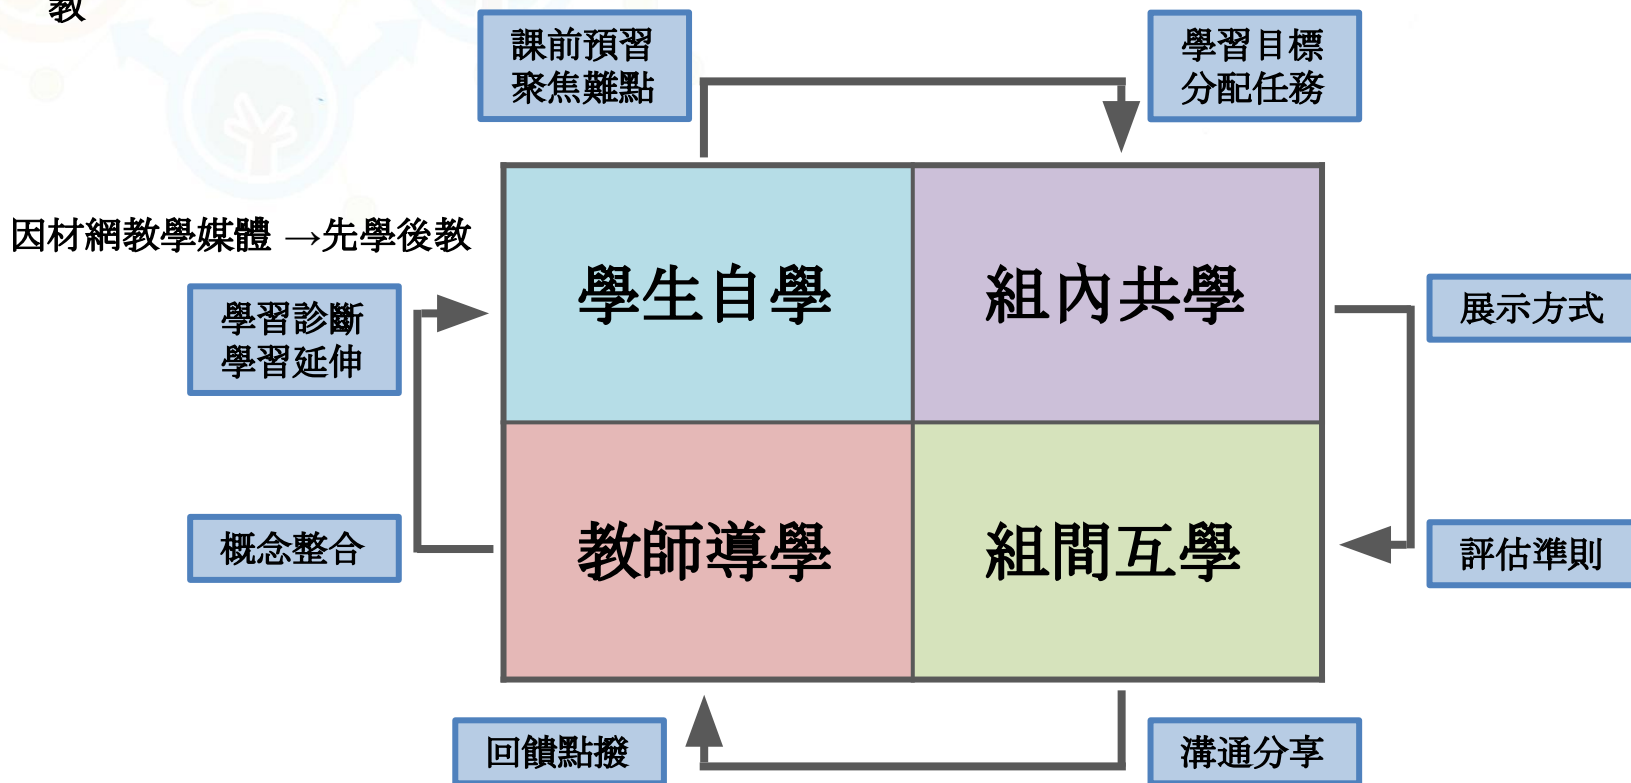 教
課前預習
聚焦難點
學習目標
分配任務
因材網教學媒體 →先學後教
學生自學
組內共學
學習診斷
學習延伸
展示方式
教師導學
組間互學
概念整合
評估準則
回饋點撥
溝通分享